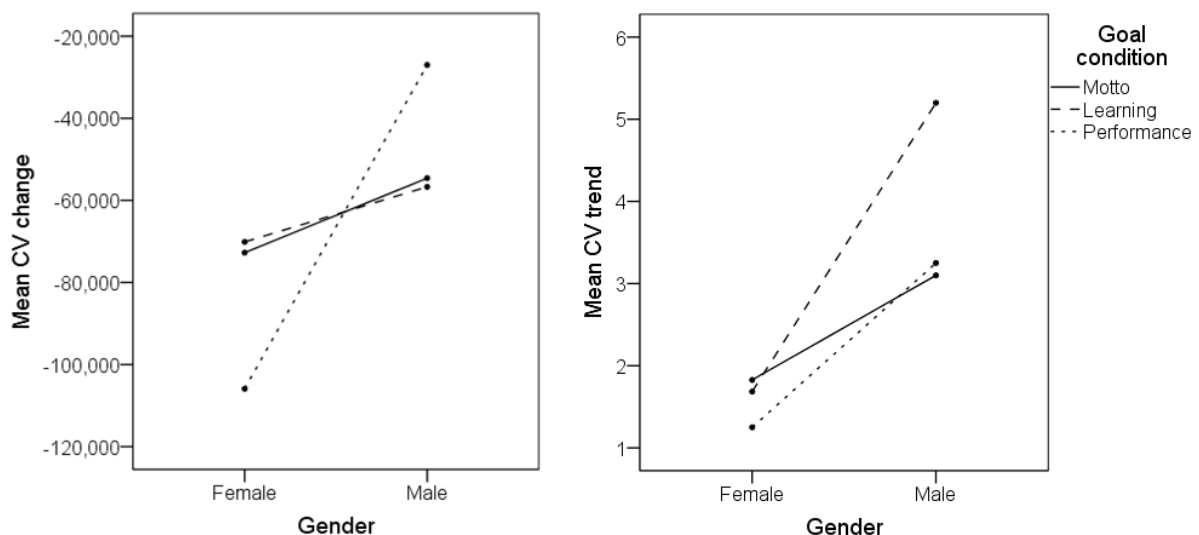 Mean CV change
-20,000
-40,000
-60,000
-80,000
-100,000
-120,000
Female
Male
Gender
Mean CV trend
6
5
4
3
2
1
Female
Male
Gender
Goal
condition
Motto
Learning
Performance